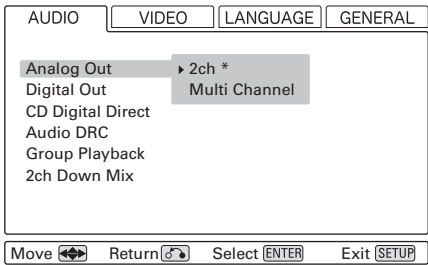 AUDIO VIDEO LANGUAGE GENERAL
Analog Out 2ch *
Digital Out Multi Channel
CD Digital Direct
Audio DRC
Group Playback
2ch Down Mix
Move Return Select ENTER Exit SETUP